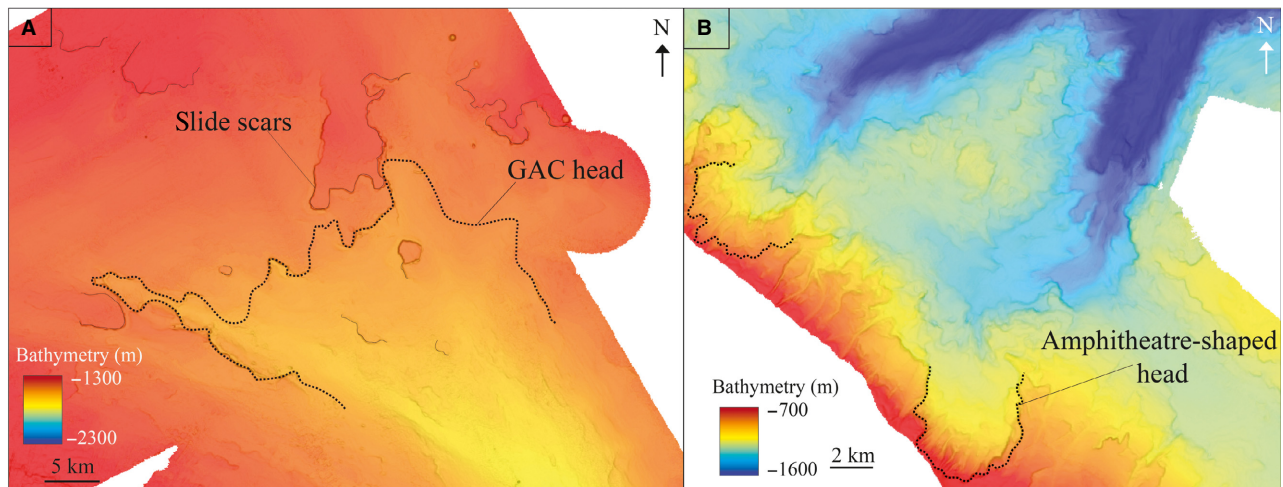 A
N
Slide scars
GAC head
Bathymetry (m)
−1300
−2300
5 km
B
N
Amphitheatre-shaped
head
Bathymetry (m)
−700
−1600
2 km